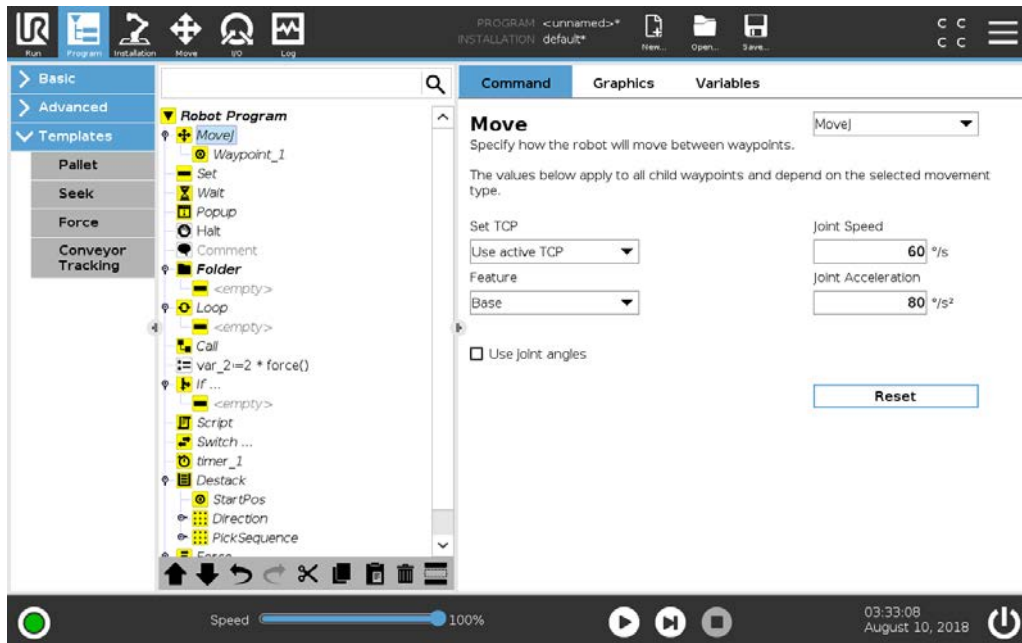 UR
PROGRAM <unnamed>*
INSTALLATION default*
Run
Program
Installation
Move
I/O
Log
New...
Open...
Save...
C C
C C
Basic
Advanced
Templates
Pallet
Seek
Force
Conveyor
Tracking
Robot Program
MoveJ
Waypoint_1
Set
Wait
Popup
Halt
Comment
Folder
<empty>
Loop
<empty>
Call
var_2:=2 * force()
If ...
<empty>
Script
Switch ...
timer_1
Destack
StartPos
Direction
PickSequence
Force
Command Graphics Variables
Move
MoveJ
Specify how the robot will move between waypoints.
The values below apply to all child waypoints and depend on the selected movement
type.
Set TCP
Joint Speed
Use active TCP
60 °/s
Feature
Joint Acceleration
Base
80 °/s²
Use joint angles
Reset
Speed 100%
03:33:08
August 10, 2018